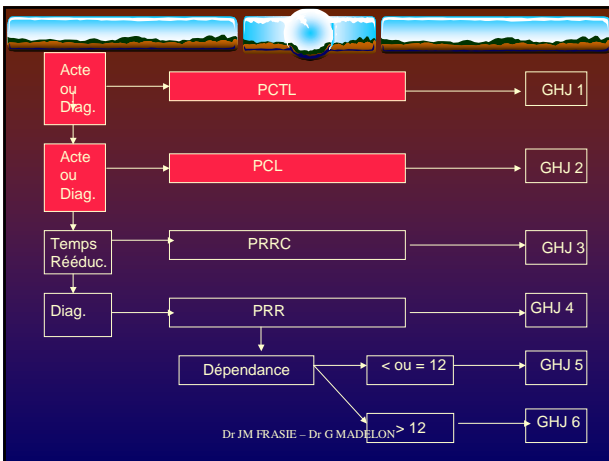 Acte
ou
Diag.
PCTL
GHJ 1
Acte
ou
Diag.
PCL
GHJ 2
Temps
Rééduc.
PRRC
GHJ 3
Diag.
PRR
GHJ 4
Dépendance
< ou = 12
GHJ 5
> 12
GHJ 6
Dr JM FRASIE – Dr G MADELON